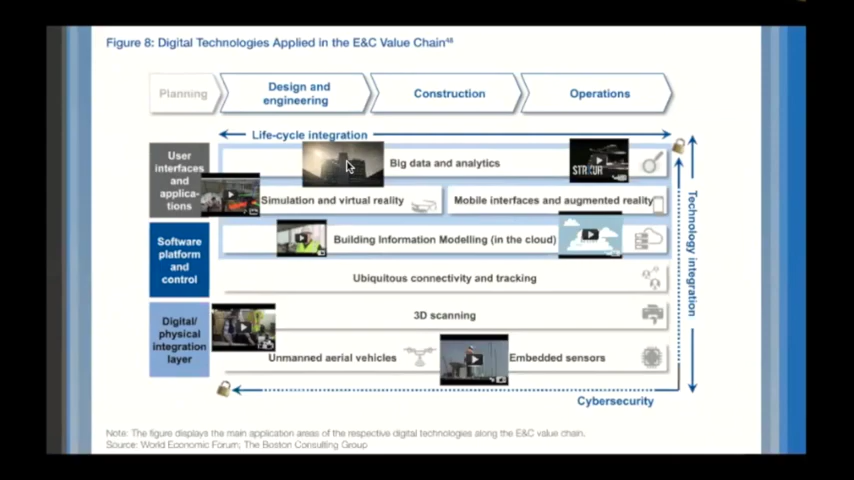 Figure 8: Digital Technologies Applied in the E&C Value Chain⁴⁸
Planning
Design and
engineering
Construction
Operations
Life-cycle integration
User
interfaces
and
applica-
tions
Big data and analytics
STRXUR
Simulation and virtual reality
Mobile interfaces and augmented reality
Software
platform
and
control
Building Information Modelling (in the cloud)
Ubiquitous connectivity and tracking
Digital/
physical
integration
layer
3D scanning
Unmanned aerial vehicles
Embedded sensors
Technology integration
Cybersecurity
Note: The figure displays the main application areas of the respective digital technologies along the E&C value chain.
Source: World Economic Forum; The Boston Consulting Group